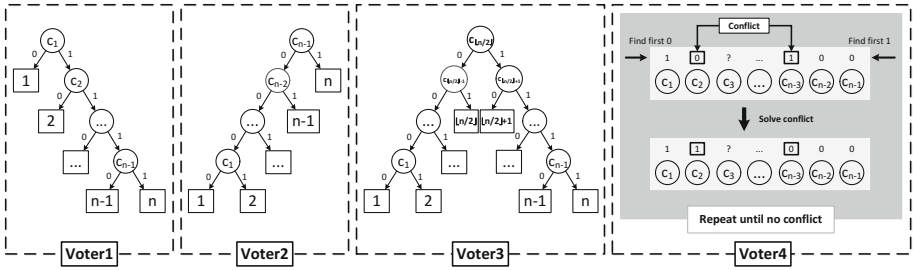 c1
0 1
1 c2
0 1
2 ...
0 1
... cn-1
0 1
n-1 n
Voter1
cn-1
0 1
cn-2 n
0 1
... n-1
0 1
c1 ...
0 1
1 2
Voter2
c⌊n/2⌋
0 1
c⌊n/2⌋-1 c⌊n/2⌋+1
0 1 0 1
... ⌊n/2⌋ ⌊n/2⌋+1 ...
0 1 0 1
c1 ... ... cn-1
0 1 0 1
1 2 n-1 n
Voter3
Conflict
Find first 0 Find first 1
1 0 ? ... 1 0 0
C1 C2 C3 ... Cn-3 Cn-2 Cn-1
Solve conflict
1 1 ? ... 0 0 0
C1 C2 C3 ... Cn-3 Cn-2 Cn-1
Repeat until no conflict
Voter4